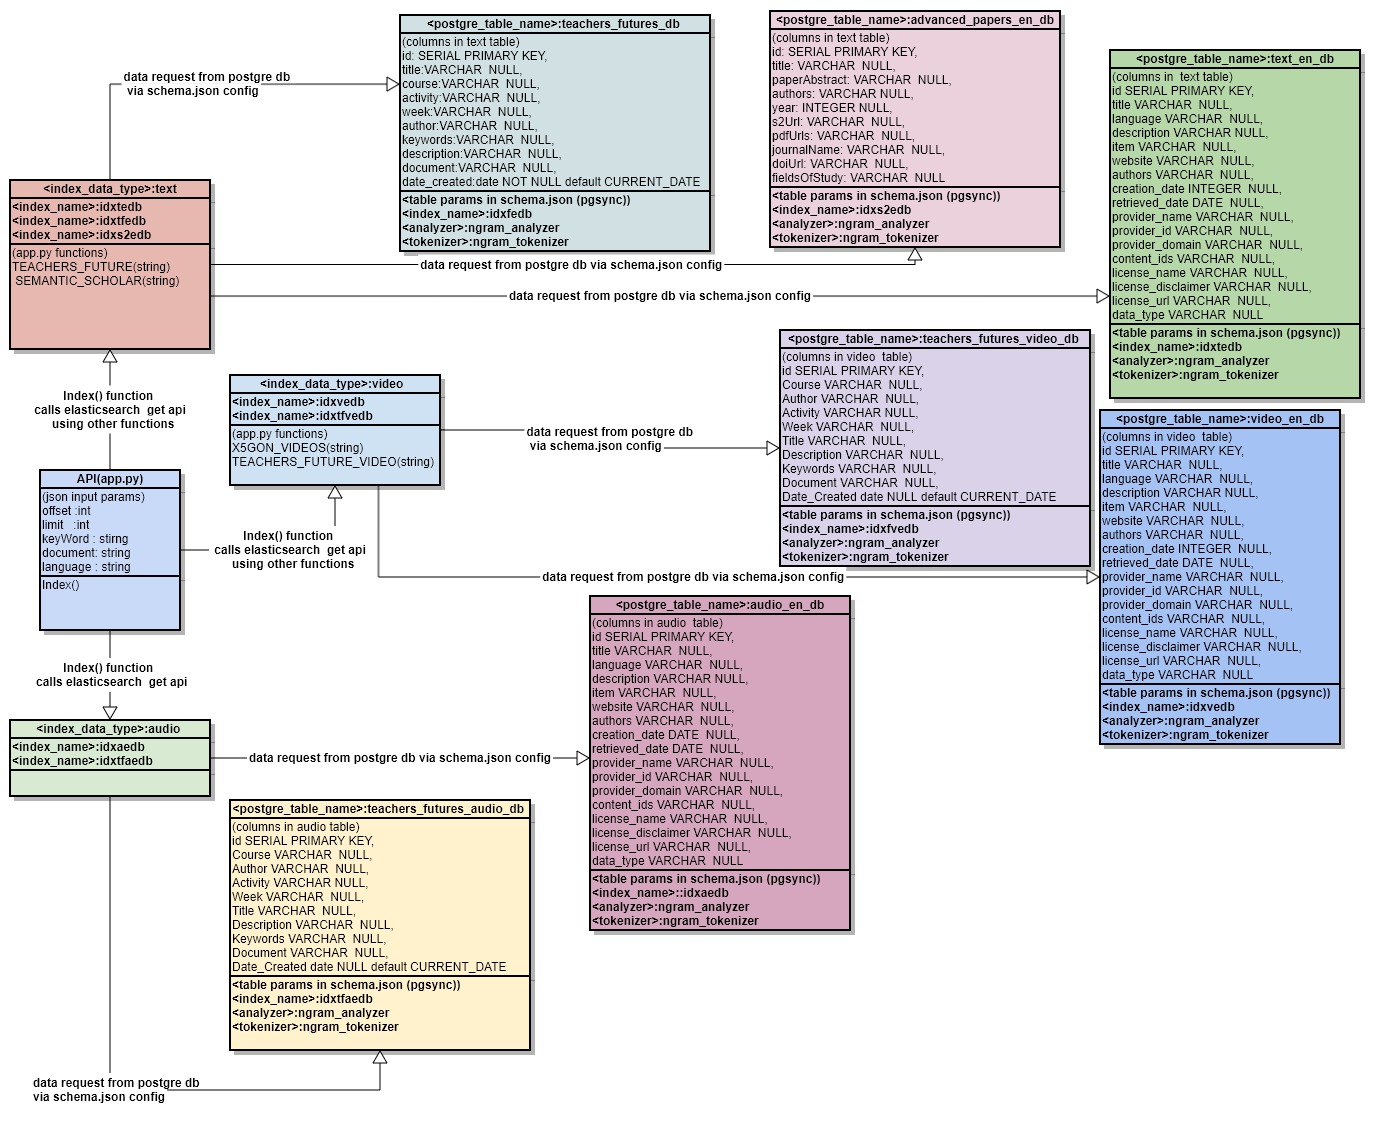 <postgre_table_name>:teachers_futures_db
(columns in text table)
id: SERIAL PRIMARY KEY,
title:VARCHAR  NULL,
course:VARCHAR  NULL,
activity:VARCHAR  NULL,
week:VARCHAR  NULL,
author:VARCHAR  NULL,
keywords:VARCHAR  NULL,
description:VARCHAR  NULL,
document:VARCHAR  NULL,
date_created:date NOT NULL default CURRENT_DATE
<table params in schema.json (pgsync))
<index_name>:idxfedb
<analyzer>:ngram_analyzer
<tokenizer>:ngram_tokenizer
<postgre_table_name>:advanced_papers_en_db
(columns in text table)
id: SERIAL PRIMARY KEY,
title: VARCHAR  NULL,
paperAbstract: VARCHAR  NULL,
authors: VARCHAR NULL,
year: INTEGER NULL,
s2Url: VARCHAR  NULL,
pdfUrls: VARCHAR  NULL,
journalName: VARCHAR  NULL,
doiUrl: VARCHAR  NULL,
fieldsOfStudy: VARCHAR  NULL
<table params in schema.json (pgsync))
<index_name>:idxs2edb
<analyzer>:ngram_analyzer
<tokenizer>:ngram_tokenizer
<postgre_table_name>:text_en_db
(columns in  text table)
id SERIAL PRIMARY KEY,
title VARCHAR  NULL,
language VARCHAR  NULL,
description VARCHAR NULL,
item VARCHAR  NULL,
website VARCHAR  NULL,
authors VARCHAR  NULL,
creation_date INTEGER  NULL,
retrieved_date DATE  NULL,
provider_name VARCHAR  NULL,
provider_id VARCHAR  NULL,
provider_domain VARCHAR  NULL,
content_ids VARCHAR  NULL,
license_name VARCHAR  NULL,
license_disclaimer VARCHAR  NULL,
license_url VARCHAR  NULL,
data_type VARCHAR  NULL
<table params in schema.json (pgsync))
<index_name>:idxtedb
<analyzer>:ngram_analyzer
<tokenizer>:ngram_tokenizer
data request from postgre db
via schema.json config
<index_data_type>:text
<index_name>:idxtedb
<index_name>:idxtfedb
<index_name>:idxs2edb
(app.py functions)
TEACHERS_FUTURE(string)
SEMANTIC_SCHOLAR(string)
data request from postgre db via schema.json config
data request from postgre db via schema.json config
Index() function
calls elasticsearch  get api
using other functions
<index_data_type>:video
<index_name>:idxvedb
<index_name>:idxtfvedb
(app.py functions)
X5GON_VIDEOS(string)
TEACHERS_FUTURE_VIDEO(string)
data request from postgre db
via schema.json config
<postgre_table_name>:teachers_futures_video_db
(columns in video  table)
id SERIAL PRIMARY KEY,
Course VARCHAR  NULL,
Author VARCHAR  NULL,
Activity VARCHAR NULL,
Week VARCHAR  NULL,
Title VARCHAR  NULL,
Description VARCHAR  NULL,
Keywords VARCHAR  NULL,
Document VARCHAR  NULL,
Date_Created date NULL default CURRENT_DATE
<table params in schema.json (pgsync))
<index_name>:idxfvedb
<analyzer>:ngram_analyzer
<tokenizer>:ngram_tokenizer
<postgre_table_name>:video_en_db
(columns in video  table)
id SERIAL PRIMARY KEY,
title VARCHAR  NULL,
language VARCHAR  NULL,
description VARCHAR NULL,
item VARCHAR  NULL,
website VARCHAR  NULL,
authors VARCHAR  NULL,
creation_date INTEGER  NULL,
retrieved_date DATE  NULL,
provider_name VARCHAR  NULL,
provider_id VARCHAR  NULL,
provider_domain VARCHAR  NULL,
content_ids VARCHAR  NULL,
license_name VARCHAR  NULL,
license_disclaimer VARCHAR  NULL,
license_url VARCHAR  NULL,
data_type VARCHAR  NULL
<table params in schema.json (pgsync))
<index_name>:idxvedb
<analyzer>:ngram_analyzer
<tokenizer>:ngram_tokenizer
API(app.py)
(json input params)
offset :int
limit   :int
keyWord : stirng
document: string
language : string
Index()
Index() function
calls elasticsearch  get api
using other functions
data request from postgre db via schema.json config
Index() function
calls elasticsearch  get api
<index_data_type>:audio
<index_name>:idxaedb
<index_name>:idxtfaedb
data request from postgre db via schema.json config
<postgre_table_name>:audio_en_db
(columns in audio  table)
id SERIAL PRIMARY KEY,
title VARCHAR  NULL,
language VARCHAR  NULL,
description VARCHAR NULL,
item VARCHAR  NULL,
website VARCHAR  NULL,
authors VARCHAR  NULL,
creation_date DATE  NULL,
retrieved_date DATE  NULL,
provider_name VARCHAR  NULL,
provider_id VARCHAR  NULL,
provider_domain VARCHAR  NULL,
content_ids VARCHAR  NULL,
license_name VARCHAR  NULL,
license_disclaimer VARCHAR  NULL,
license_url VARCHAR  NULL,
data_type VARCHAR  NULL
<table params in schema.json (pgsync))
<index_name>::idxaedb
<analyzer>:ngram_analyzer
<tokenizer>:ngram_tokenizer
<postgre_table_name>:teachers_futures_audio_db
(columns in audio table)
id SERIAL PRIMARY KEY,
Course VARCHAR  NULL,
Author VARCHAR  NULL,
Activity VARCHAR NULL,
Week VARCHAR  NULL,
Title VARCHAR  NULL,
Description VARCHAR  NULL,
Keywords VARCHAR  NULL,
Document VARCHAR  NULL,
Date_Created date NULL default CURRENT_DATE
<table params in schema.json (pgsync))
<index_name>:idxtfaedb
<analyzer>:ngram_analyzer
<tokenizer>:ngram_tokenizer
data request from postgre db
via schema.json config